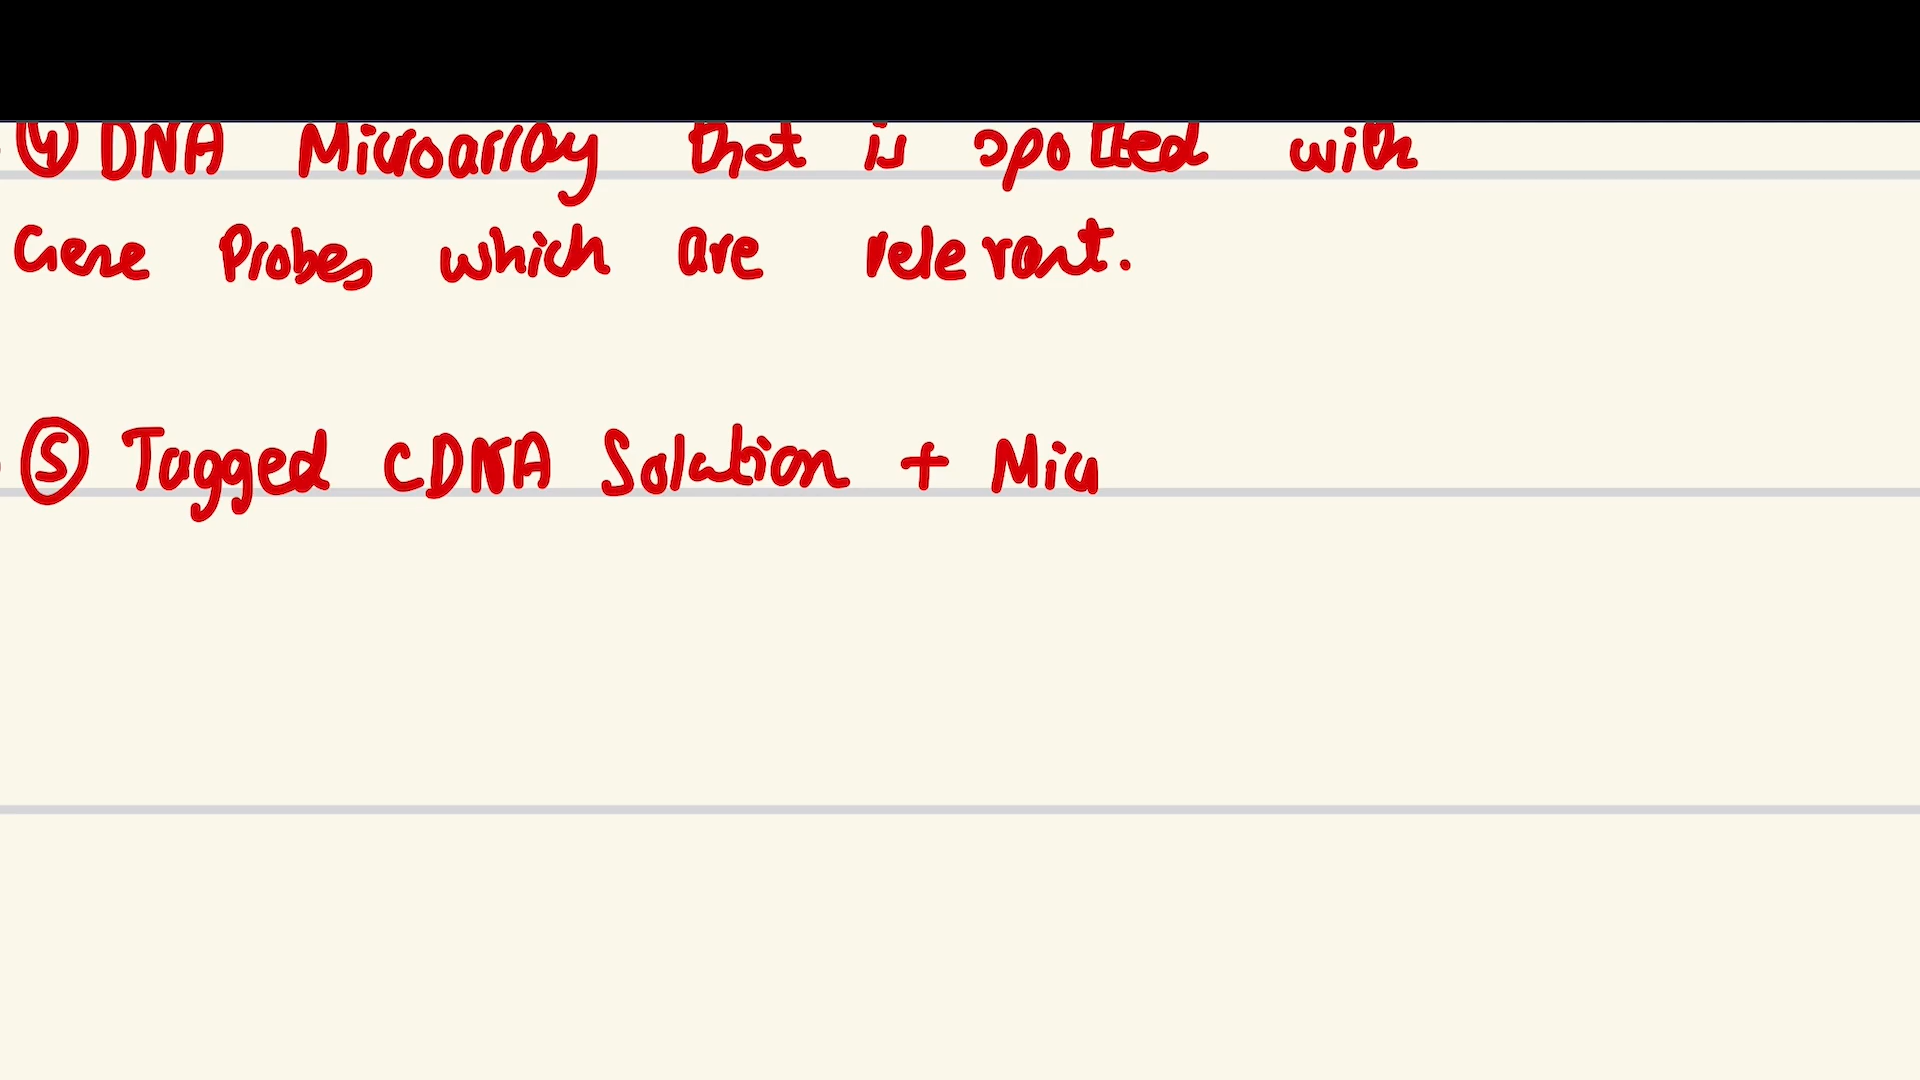 ④ DNA Microarray that is spotted with
Gene Probes which are relevant.
⑤ Tagged cDNA Solution + Mic